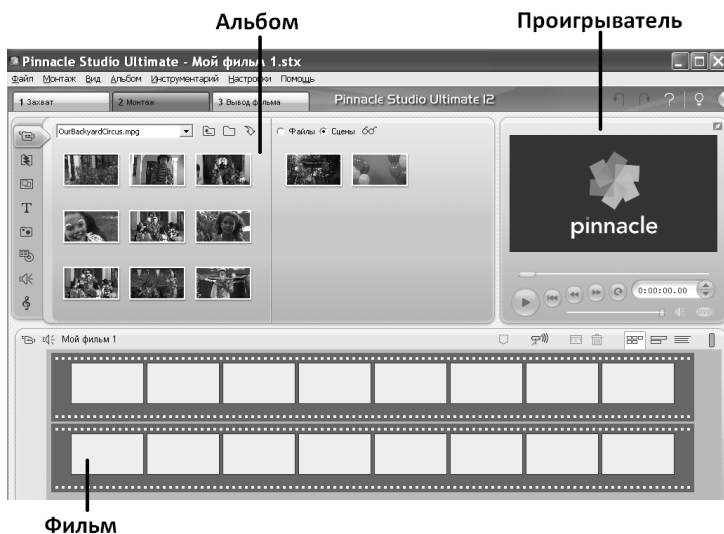 Альбом
Проигрыватель
Pinnacle Studio Ultimate - Мой фильм 1.stx
Файл Монтаж Вид Альбом Инструментарий Настройки Помощь
1 Захват
2 Монтаж
3 Вывод фильма
Pinnacle Studio Ultimate 12
OurBackyardCircus.mpg
Файлы Сцены
pinnacle
0:00:00.00
Мой фильм 1
Фильм